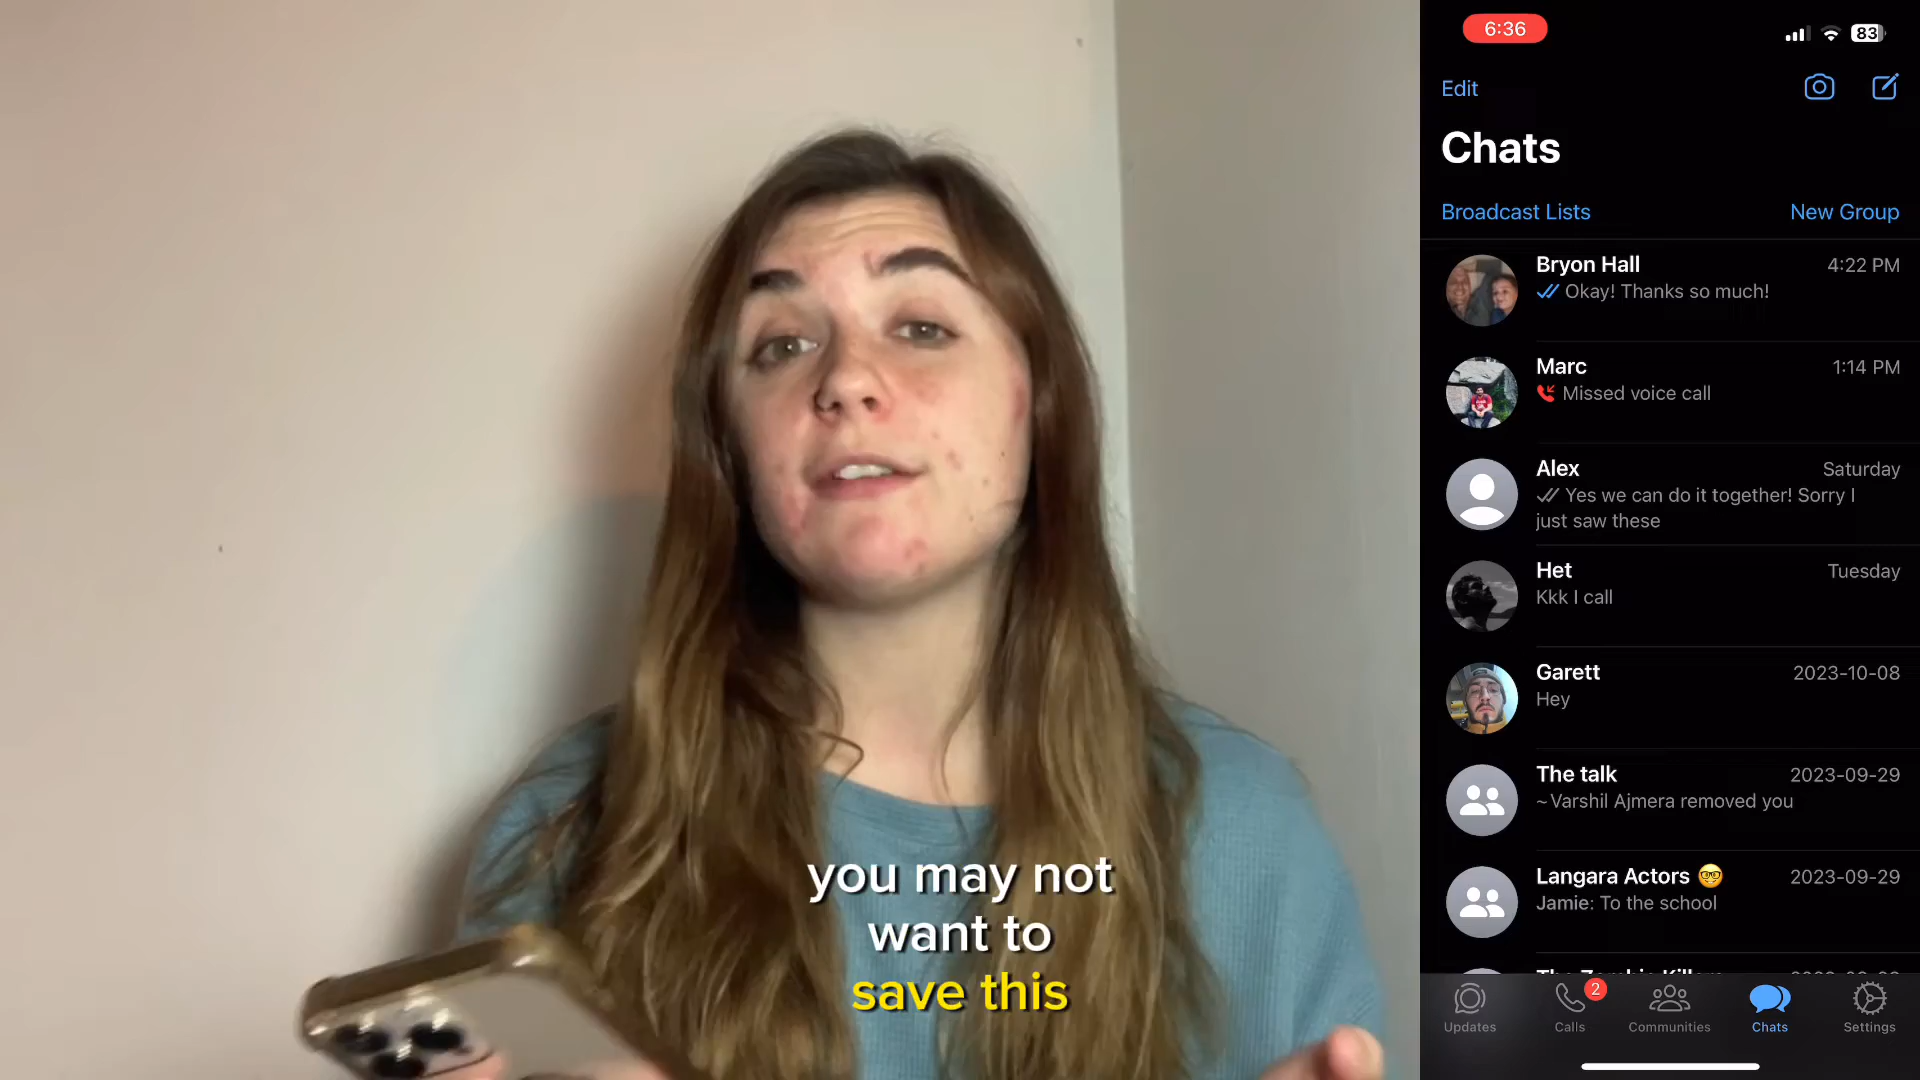 6:36
83
Edit
Chats
Broadcast Lists
New Group
Bryon Hall
4:22 PM
Okay! Thanks so much!
Marc
1:14 PM
Missed voice call
Alex
Saturday
Yes we can do it together! Sorry I
just saw these
Het
Tuesday
Kkk I call
Garett
2023-10-08
Hey
The talk
2023-09-29
~Varshil Ajmera removed you
Langara Actors 🤓
2023-09-29
Jamie: To the school
you may not
want to
save this
2
Updates
Calls
Communities
Chats
Settings